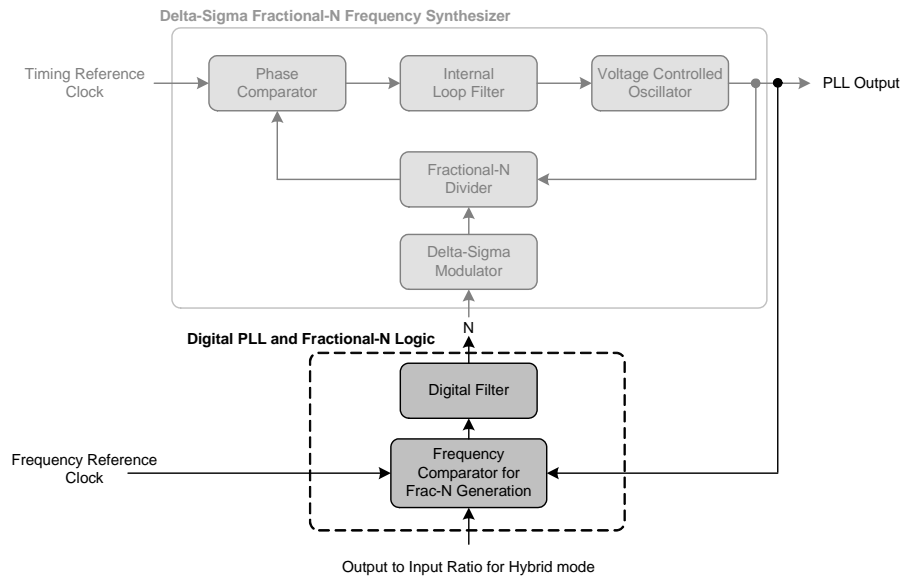 Delta-Sigma Fractional-N Frequency Synthesizer
Timing Reference
Clock
Phase
Comparator
Internal
Loop Filter
Voltage Controlled
Oscillator
PLL Output
Fractional-N
Divider
Delta-Sigma
Modulator
N
Digital PLL and Fractional-N Logic
Digital Filter
Frequency Reference
Clock
Frequency
Comparator for
Frac-N Generation
Output to Input Ratio for Hybrid mode